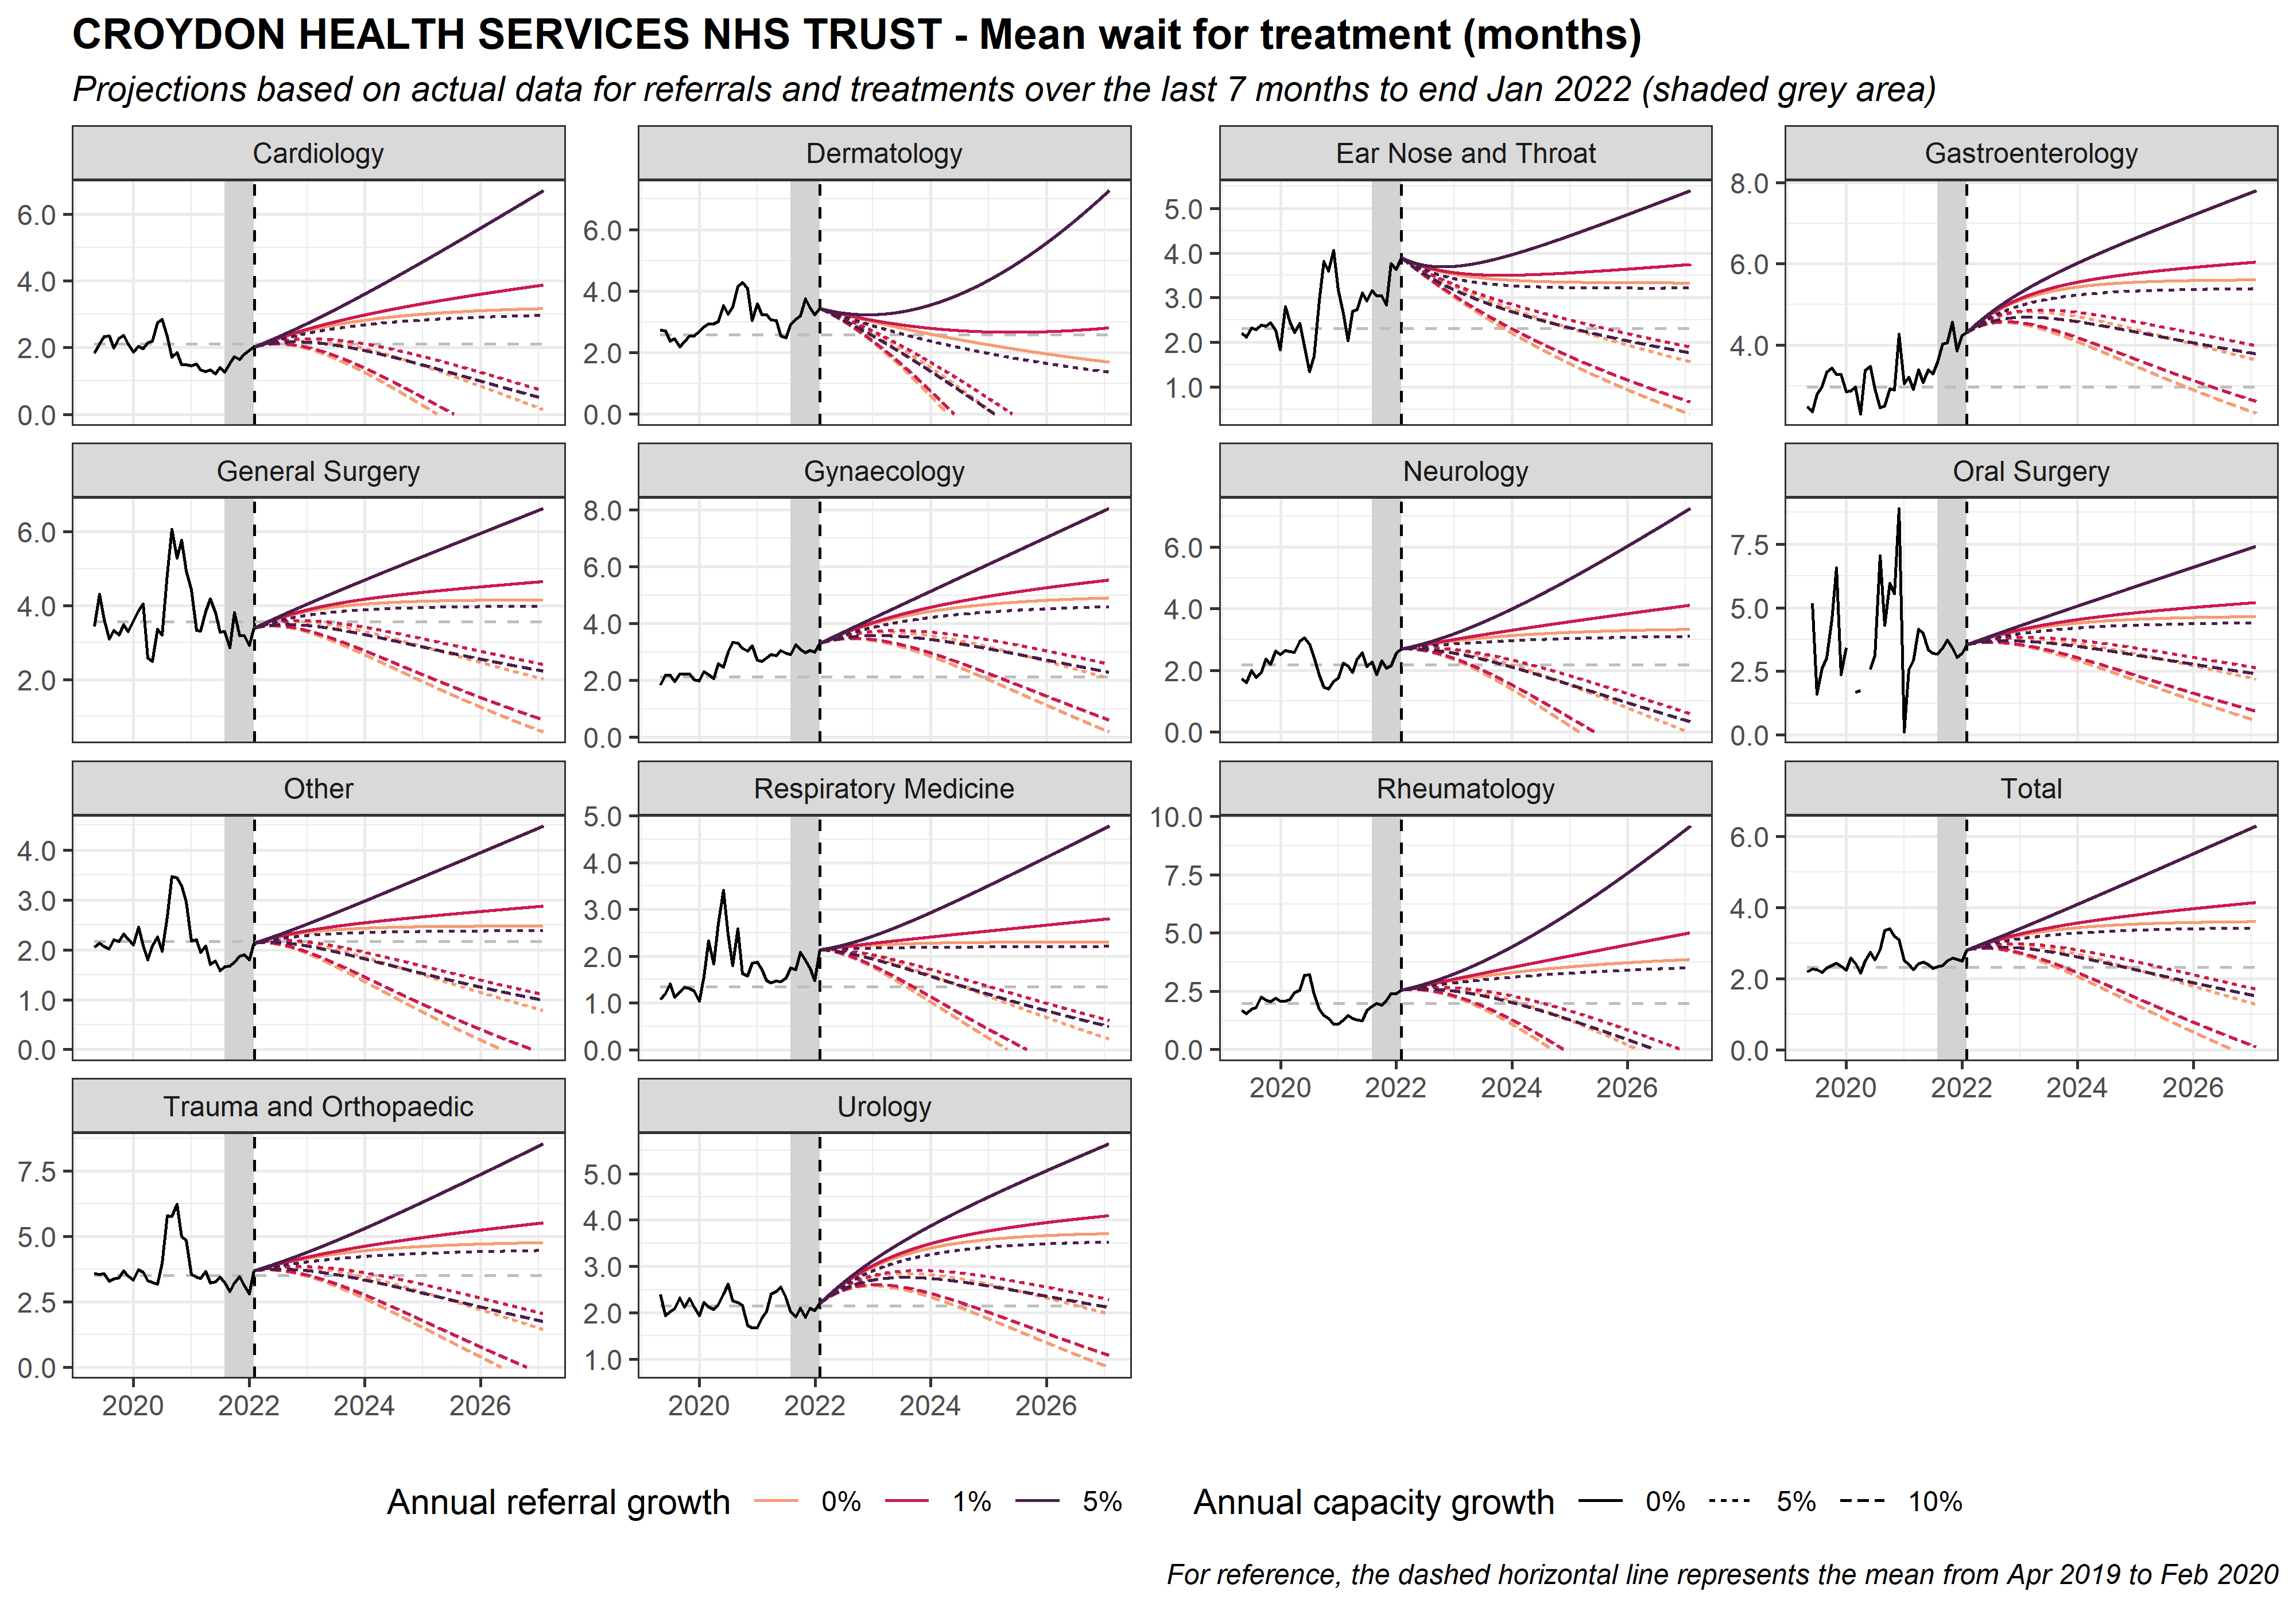 CROYDON HEALTH SERVICES NHS TRUST - Mean wait for treatment (months)
Projections based on actual data for referrals and treatments over the last 7 months to end Jan 2022 (shaded grey area)
Cardiology
6.0
4.0
2.0
0.0
Dermatology
6.0
4.0
2.0
0.0
Ear Nose and Throat
5.0
4.0
3.0
2.0
1.0
Gastroenterology
8.0
6.0
4.0
General Surgery
6.0
4.0
2.0
Gynaecology
8.0
6.0
4.0
2.0
0.0
Neurology
6.0
4.0
2.0
0.0
Oral Surgery
7.5
5.0
2.5
0.0
Other
4.0
3.0
2.0
1.0
0.0
Respiratory Medicine
5.0
4.0
3.0
2.0
1.0
0.0
Rheumatology
10.0
7.5
5.0
2.5
0.0
2020 2022 2024 2026
Total
6.0
4.0
2.0
0.0
2020 2022 2024 2026
Trauma and Orthopaedic
7.5
5.0
2.5
0.0
2020 2022 2024 2026
Urology
5.0
4.0
3.0
2.0
1.0
2020 2022 2024 2026
Annual referral growth 0% 1% 5%
Annual capacity growth 0% 5% 10%
For reference, the dashed horizontal line represents the mean from Apr 2019 to Feb 2020